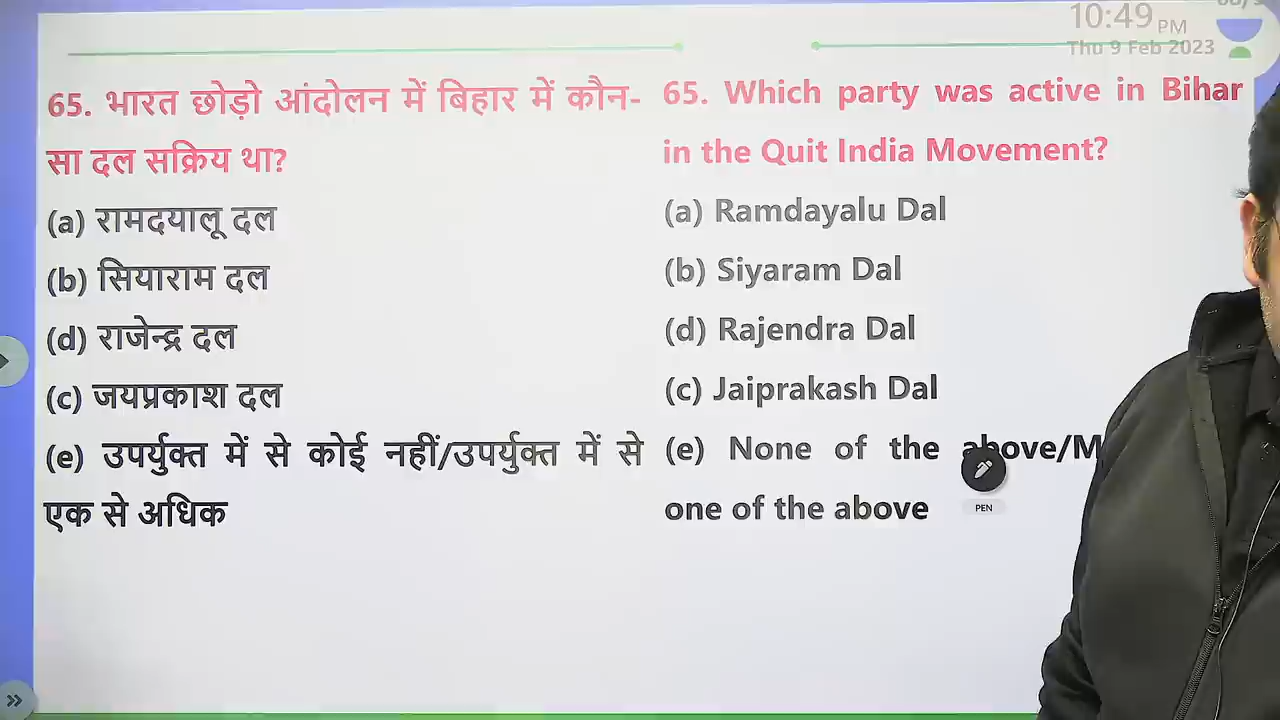 10:49 PM
Thu 9 Feb 2023
65. भारत छोड़ो आंदोलन में बिहार में कौन-
सा दल सक्रिय था?
(a) रामदयालू दल
(b) सियाराम दल
(d) राजेन्द्र दल
(c) जयप्रकाश दल
(e) उपर्युक्त में से कोई नहीं/उपर्युक्त में से
एक से अधिक
65. Which party was active in Bihar
in the Quit India Movement?
(a) Ramdayalu Dal
(b) Siyaram Dal
(d) Rajendra Dal
(c) Jaiprakash Dal
(e) None of the above/M
one of the above
PEN